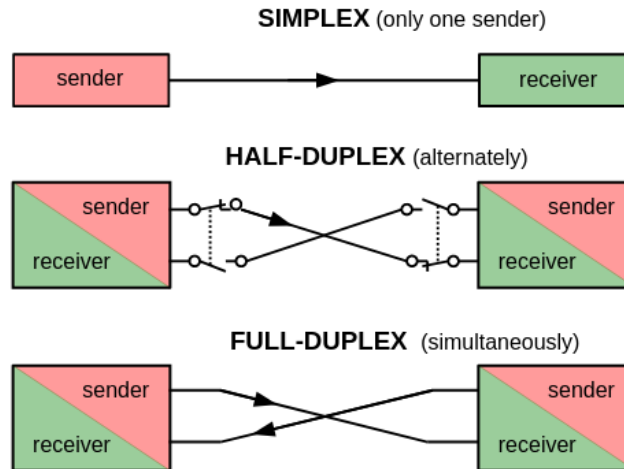 SIMPLEX (only one sender)
sender receiver
HALF-DUPLEX (alternately)
sender sender
receiver receiver
FULL-DUPLEX (simultaneously)
sender sender
receiver receiver